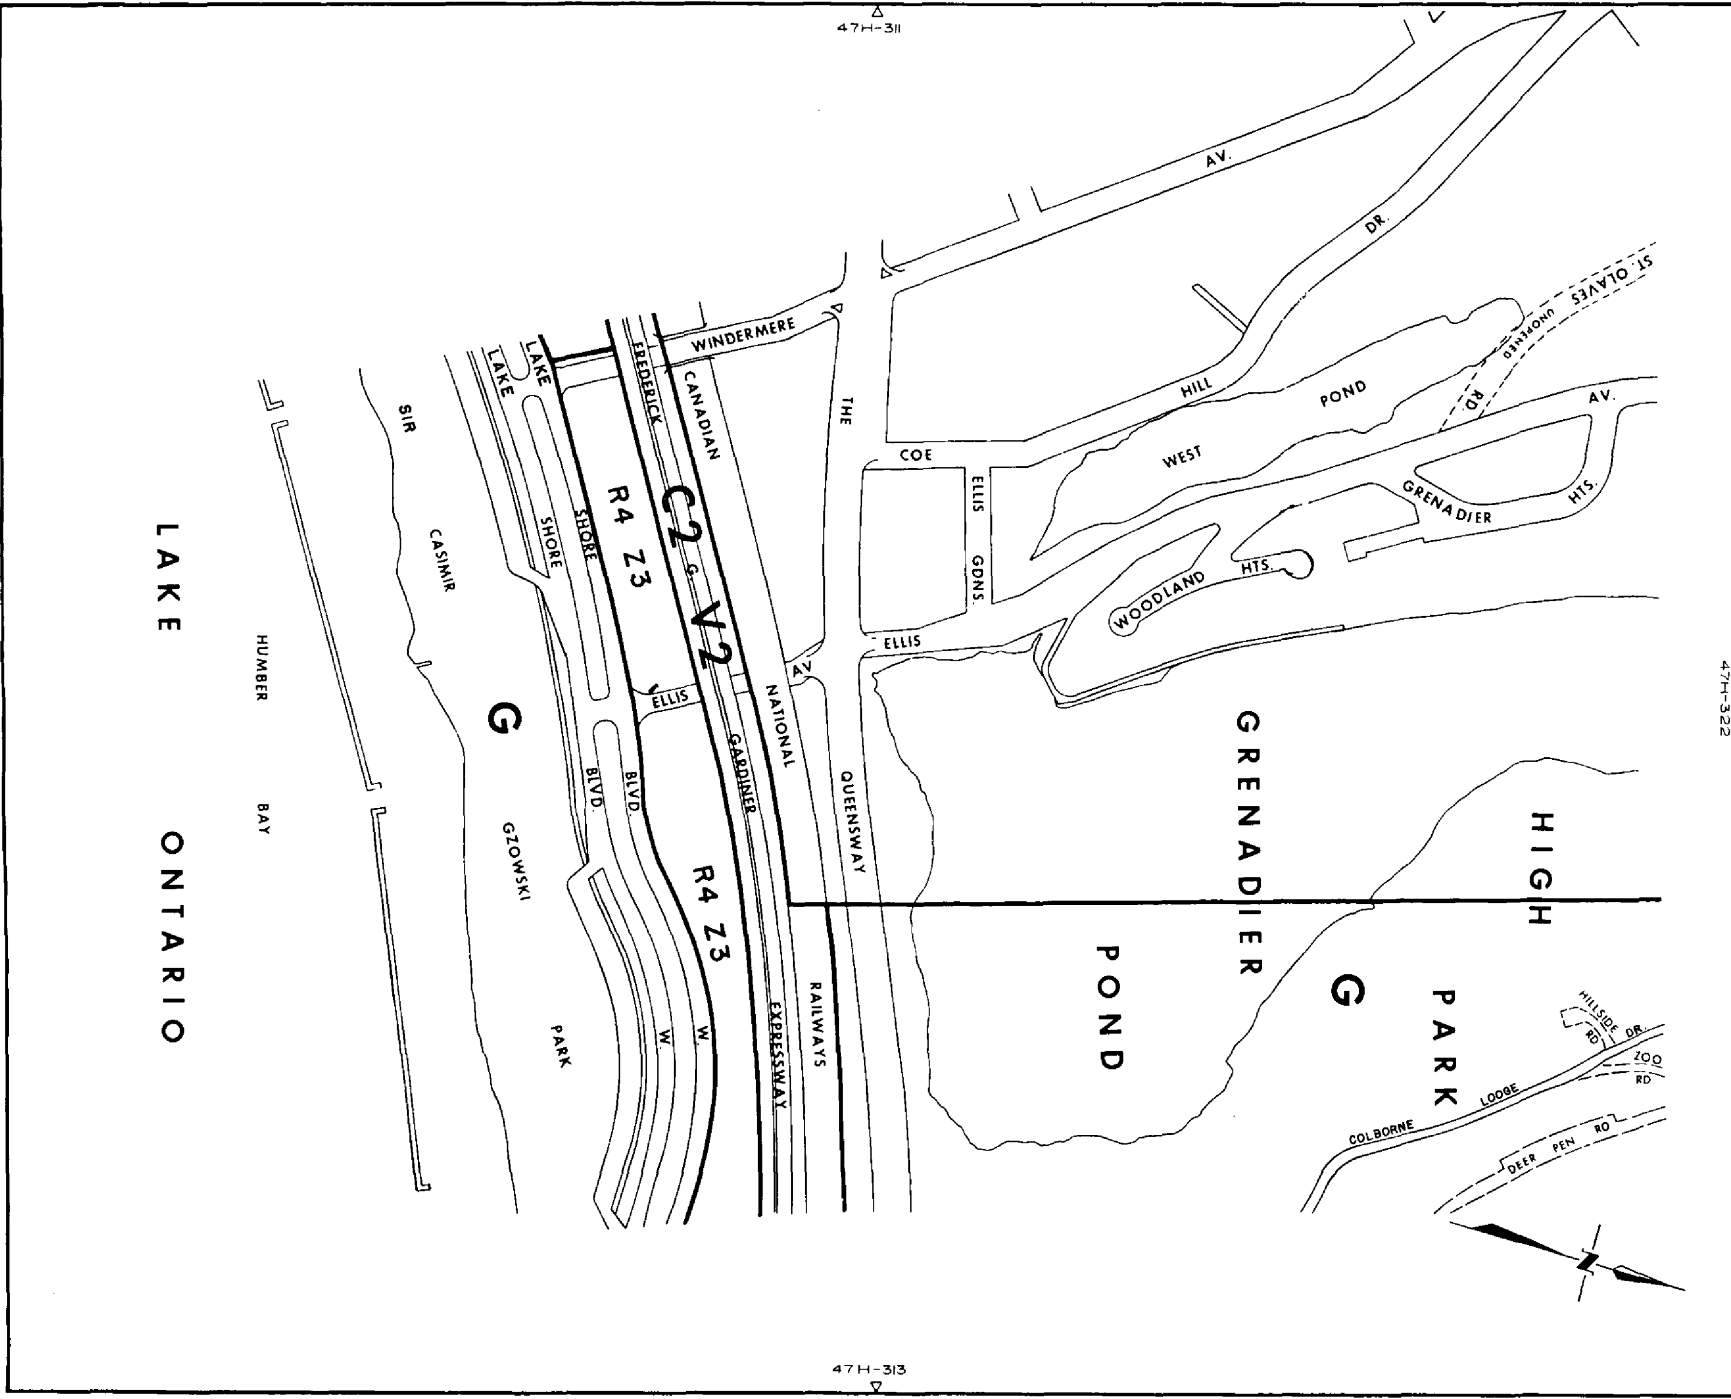 47H-311
AV.
DR.
ST. OLAVES
UNOPENED
RD.
WINDERMERE
LAKE
LAKE
FREDERICK
CANADIAN
THE
HILL
POND
AV.
SIR
COE
WEST
ELLIS
GDNS.
GRENADIER
HTS.
R4 Z3
C2
G.
V2
SHORE
SHORE
CASIMIR
WOODLAND
HTS.
LAKE
HUMBER
BAY
ELLIS
AV
ELLIS
NATIONAL
47H-322
G
GARDINER
BLVD.
BLVD.
QUEENSWAY
GRENADIER
HIGH
GZOWSKI
R4 Z3
ONTARIO
POND
G
PARK
RAILWAYS
EXPRESSWAY
W.
W.
PARK
HILLSIDE
RD
DR.
ZOO
RD
COLBORNE
LODGE
DEER PEN RD
N
47H-313